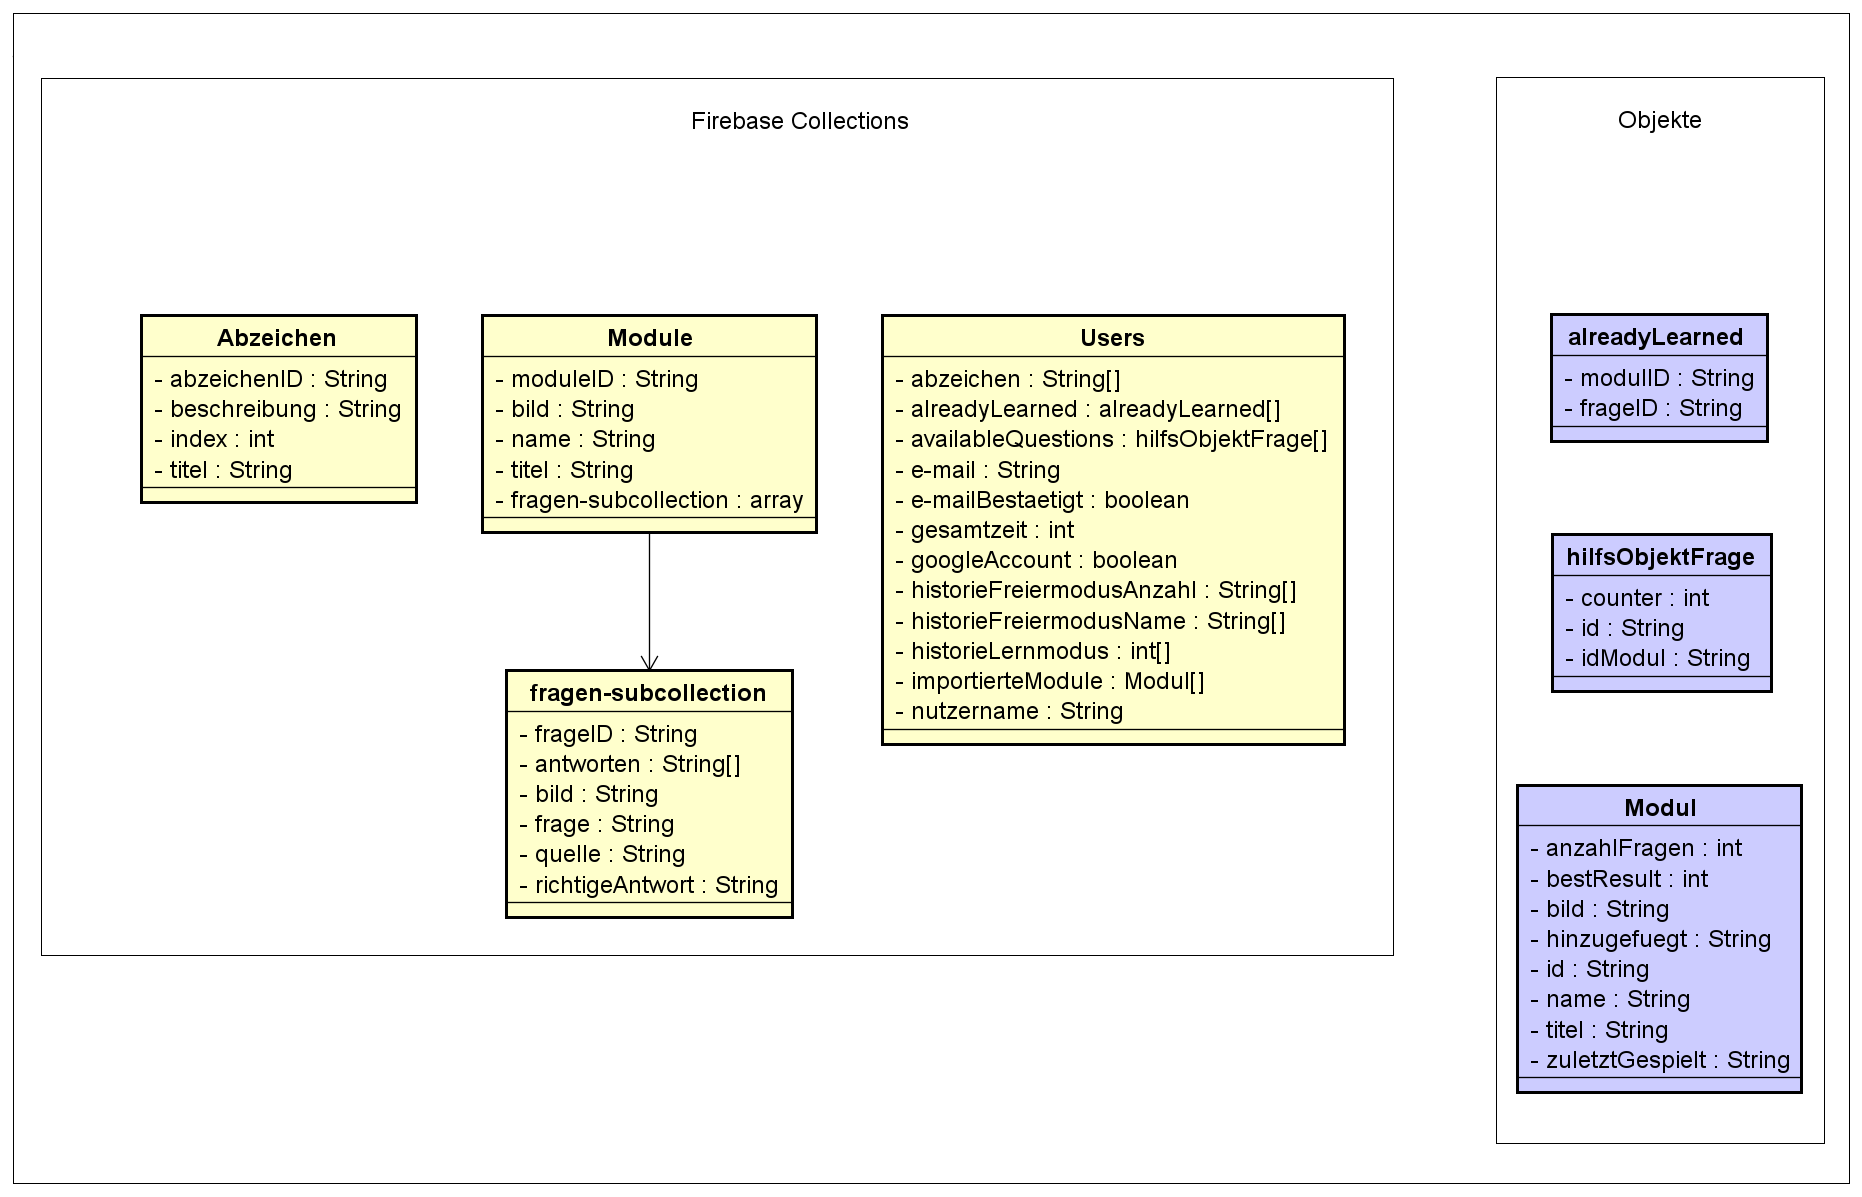 Firebase Collections
Abzeichen
- abzeichenID : String
- beschreibung : String
- index : int
- titel : String
Module
- moduleID : String
- bild : String
- name : String
- titel : String
- fragen-subcollection : array
fragen-subcollection
- frageID : String
- antworten : String[]
- bild : String
- frage : String
- quelle : String
- richtigeAntwort : String
Users
- abzeichen : String[]
- alreadyLearned : alreadyLearned[]
- availableQuestions : hilfsObjektFrage[]
- e-mail : String
- e-mailBestaetigt : boolean
- gesamtzeit : int
- googleAccount : boolean
- historieFreiermodusAnzahl : String[]
- historieFreiermodusName : String[]
- historieLernmodus : int[]
- importierteModule : Modul[]
- nutzername : String
Objekte
alreadyLearned
- modulID : String
- frageID : String
hilfsObjektFrage
- counter : int
- id : String
- idModul : String
Modul
- anzahlFragen : int
- bestResult : int
- bild : String
- hinzugefuegt : String
- id : String
- name : String
- titel : String
- zuletztGespielt : String